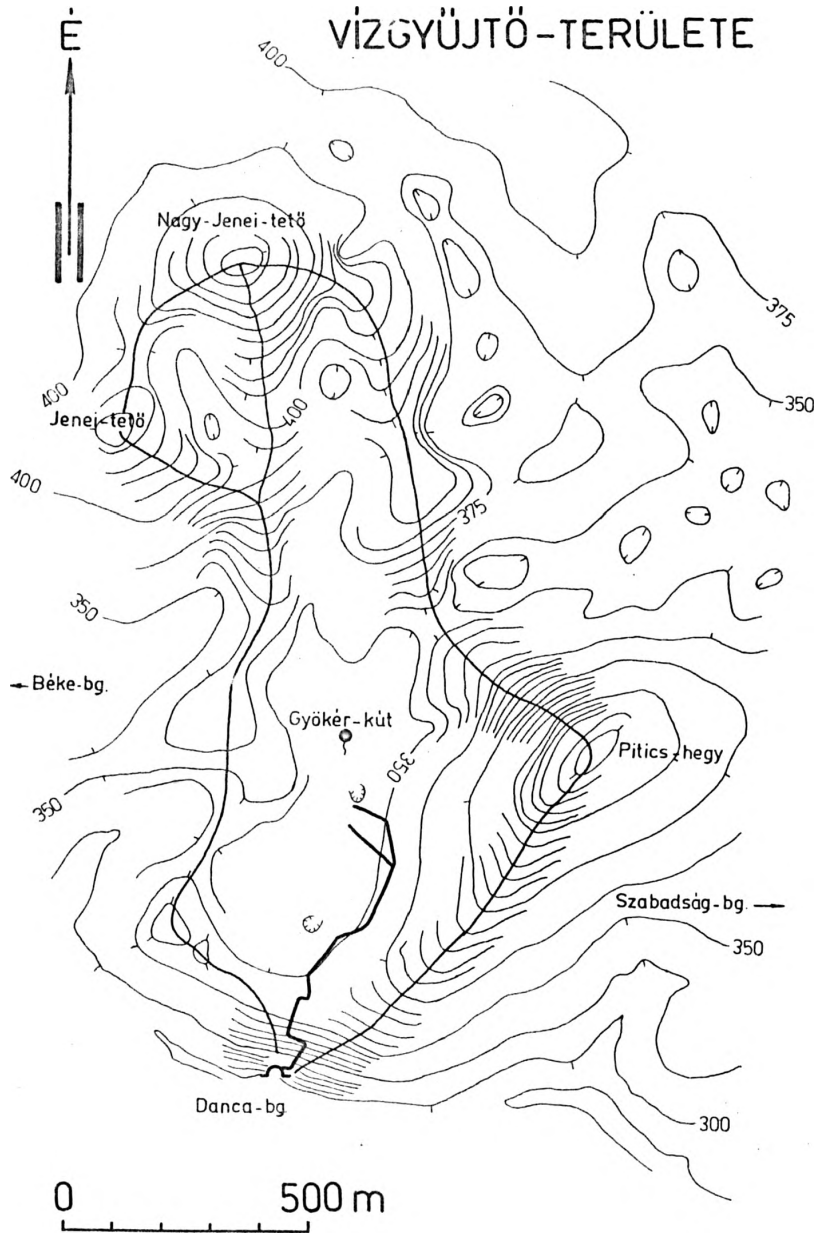 É
VÍZGYŰJTŐ-TERÜLETE
400
Nagy-Jenei-tető
375
400
350
Jenei-tető
400
400
375
350
Béke-bg.
Gyökér-kút
350
Pitics-hegy
350
Szabadság-bg.
350
Danca-bg.
300
0 500 m